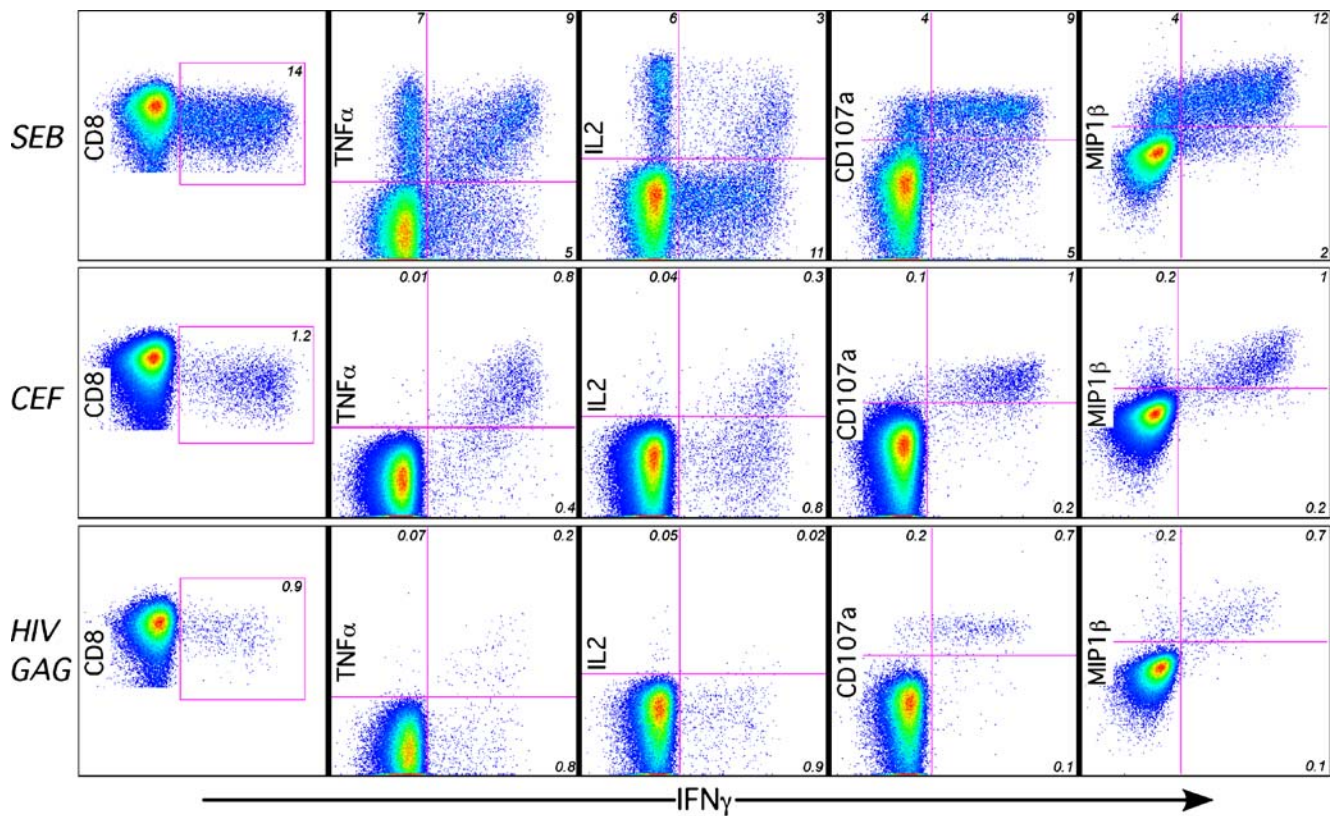 7 9 6 3 4 9 4 12
14
SEB
CD8
TNFα
IL2
CD107a
MIP1β
5 11 5 2
0.01 0.8 0.04 0.3 0.1 1 0.2 1
1.2
CEF
CD8
TNFα
IL2
CD107a
MIP1β
0.4 0.8 0.2 0.2
0.07 0.2 0.05 0.02 0.2 0.7 0.2 0.7
0.9
HIV
GAG
CD8
TNFα
IL2
CD107a
MIP1β
0.8 0.9 0.1 0.1
IFNγ